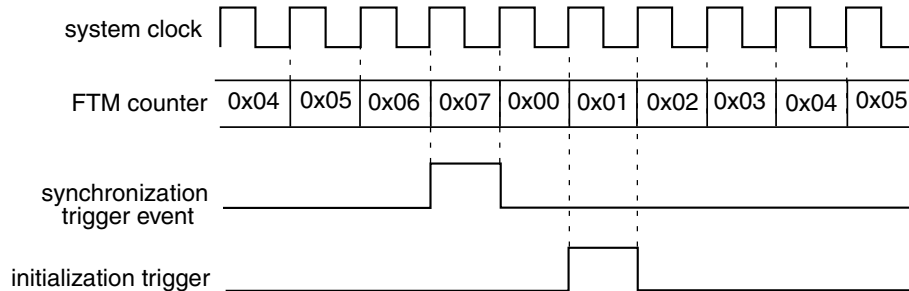 system clock
FTM counter 0x04 0x05 0x06 0x07 0x00 0x01 0x02 0x03 0x04 0x05
synchronization
trigger event
initialization trigger